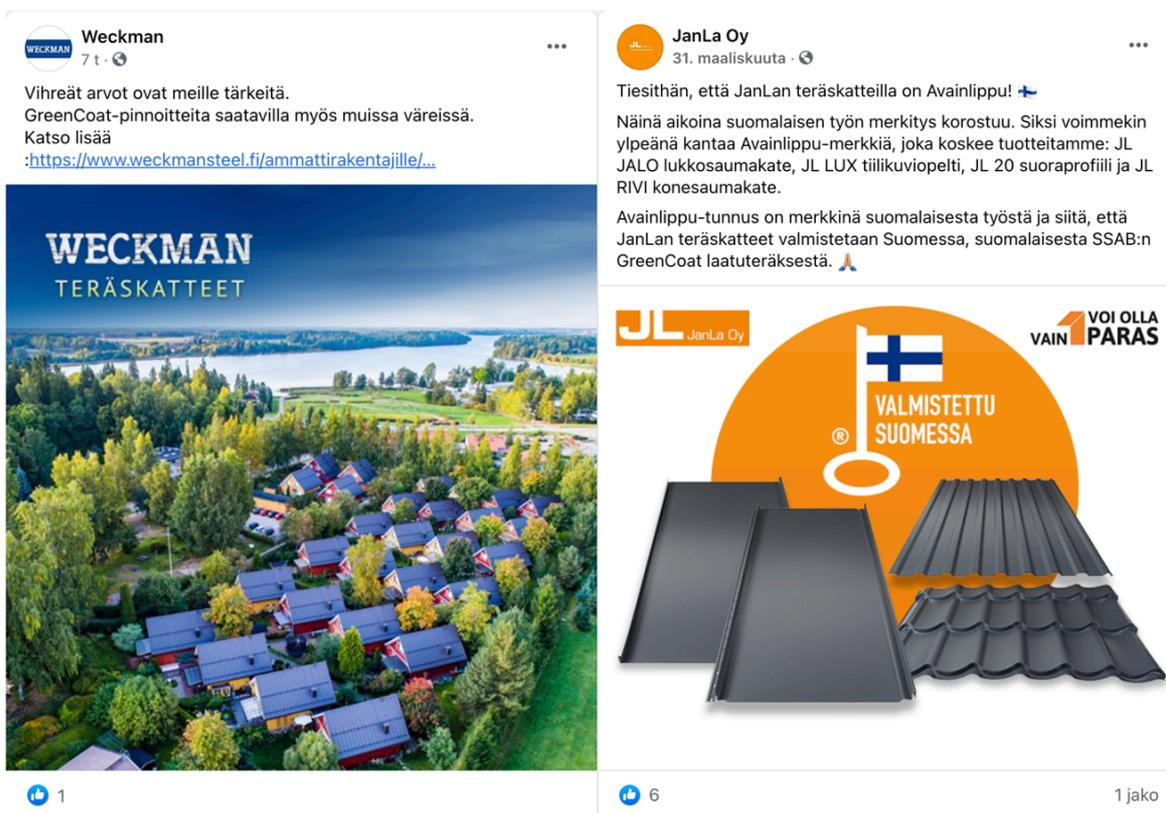 WECKMAN
Weckman
7 t ·
Vihreät arvot ovat meille tärkeitä.
GreenCoat-pinnoitteita saatavilla myös muissa väreissä.
Katso lisää
:https://www.weckmansteel.fi/ammattirakentajille/...
WECKMAN
TERÄSKATTEET
1
JL
JanLa Oy
31. maaliskuuta ·
Tiesithän, että JanLan teräskatteilla on Avainlippu! 🇫🇮
Näinä aikoina suomalaisen työn merkitys korostuu. Siksi voimmekin
ylpeänä kantaa Avainlippu-merkkiä, joka koskee tuotteitamme: JL
JALO lukkosaumakate, JL LUX tiilikuviopelti, JL 20 suoraprofiili ja JL
RIVI konesaumakate.
Avainlippu-tunnus on merkkinä suomalaisesta työstä ja siitä, että
JanLan teräskatteet valmistetaan Suomessa, suomalaisesta SSAB:n
GreenCoat laatuteräksestä. 🙏🏽
JL JanLa Oy
VAIN 1 VOI OLLA
PARAS
VALMISTETTU
SUOMESSA
®
6
1 jako